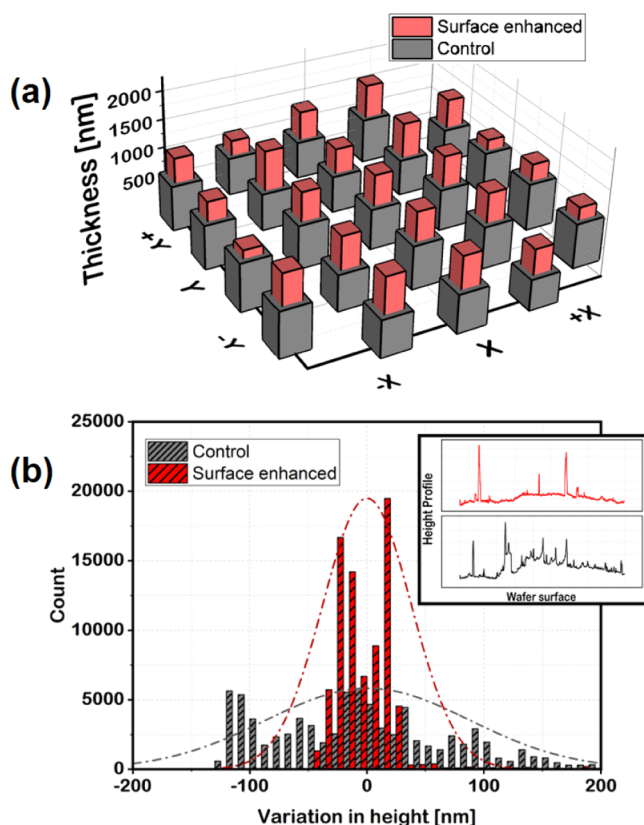 (a)
Surface enhanced
Control
Thickness [nm]
2000
1500
1000
500
+Y
Y
-Y
-X
X
+X
(b)
25000
20000
15000
10000
5000
0
Count
Control
Surface enhanced
Height Profile
Wafer surface
-200
-100
0
100
200
Variation in height [nm]